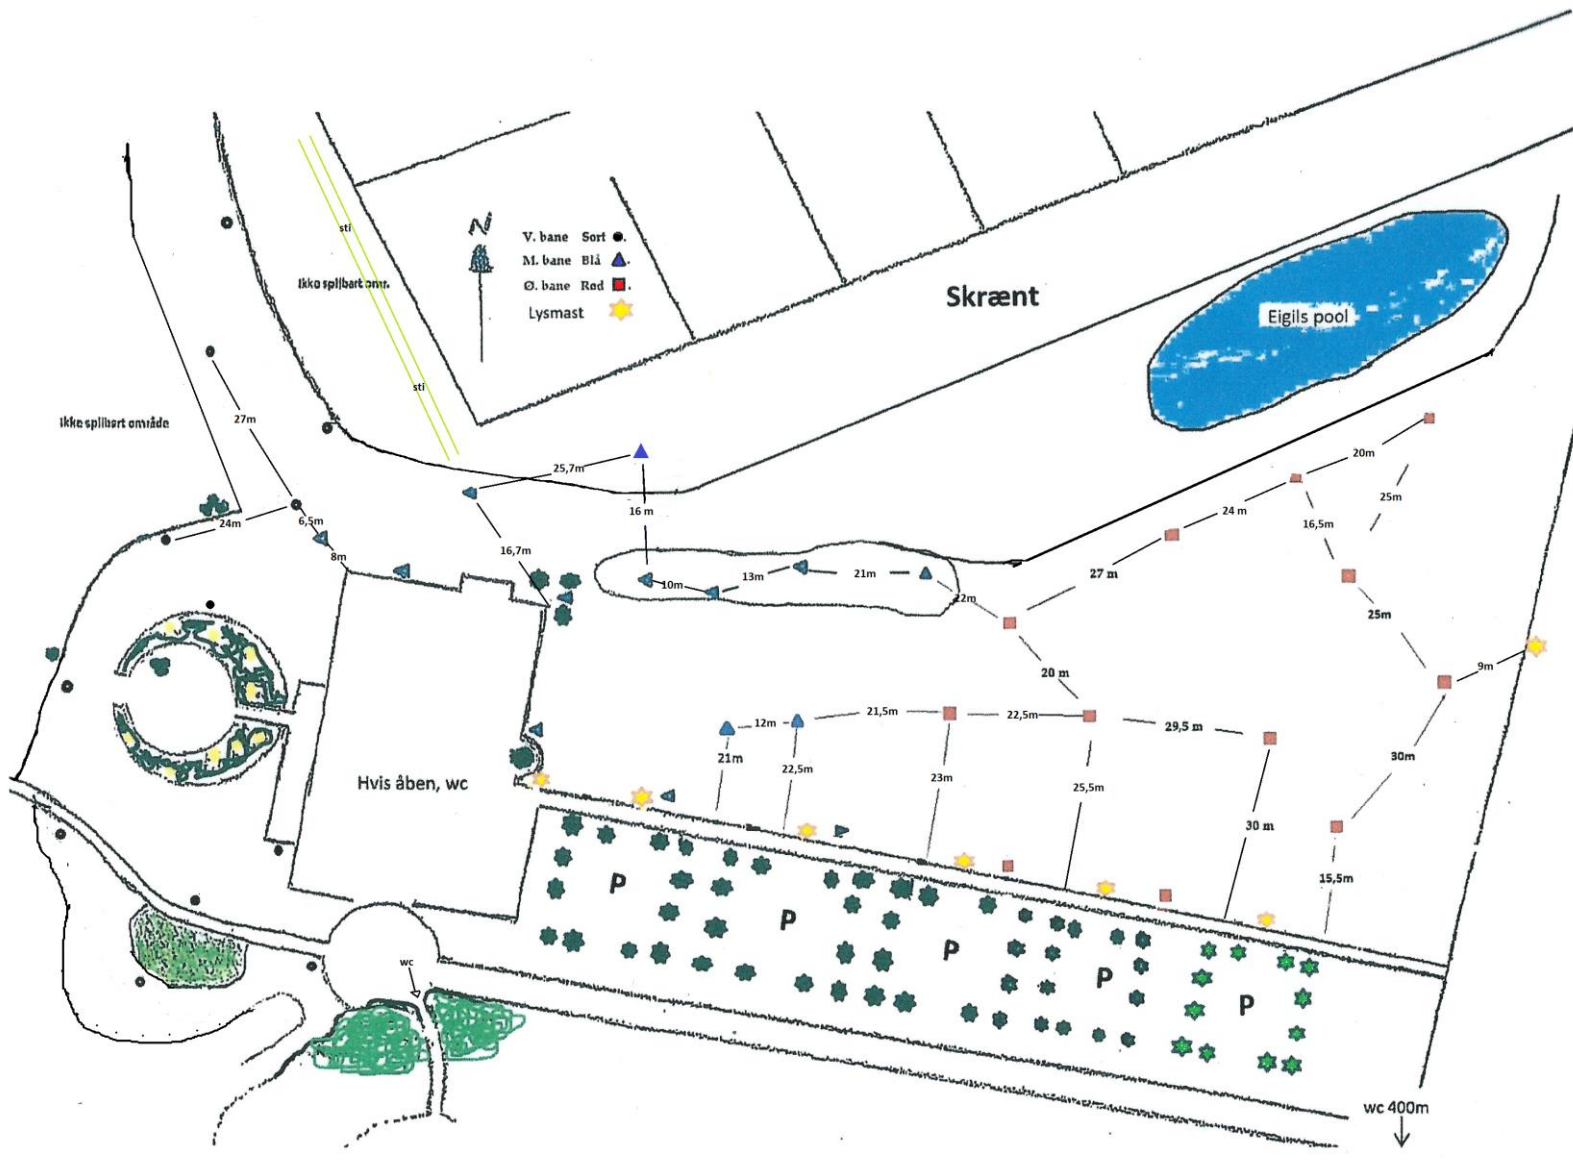 N
V. bane Sort ●.
M. bane Blå ▲.
Ø. bane Rød ■.
Lysmast
sti
Ikke spilbart omr.
sti
Skrænt
Eigils pool
Ikke spilbart område
27m
24m
6,5m
8m
25,7m
16 m
16,7m
10m
13m
21m
22m
27 m
24 m
20m
25m
16,5m
25m
9m
30m
20 m
12m
21,5m
22,5m
29,5 m
21m
22,5m
23m
25,5m
30 m
15,5m
Hvis åben, wc
P
P
P
P
P
wc
wc 400m